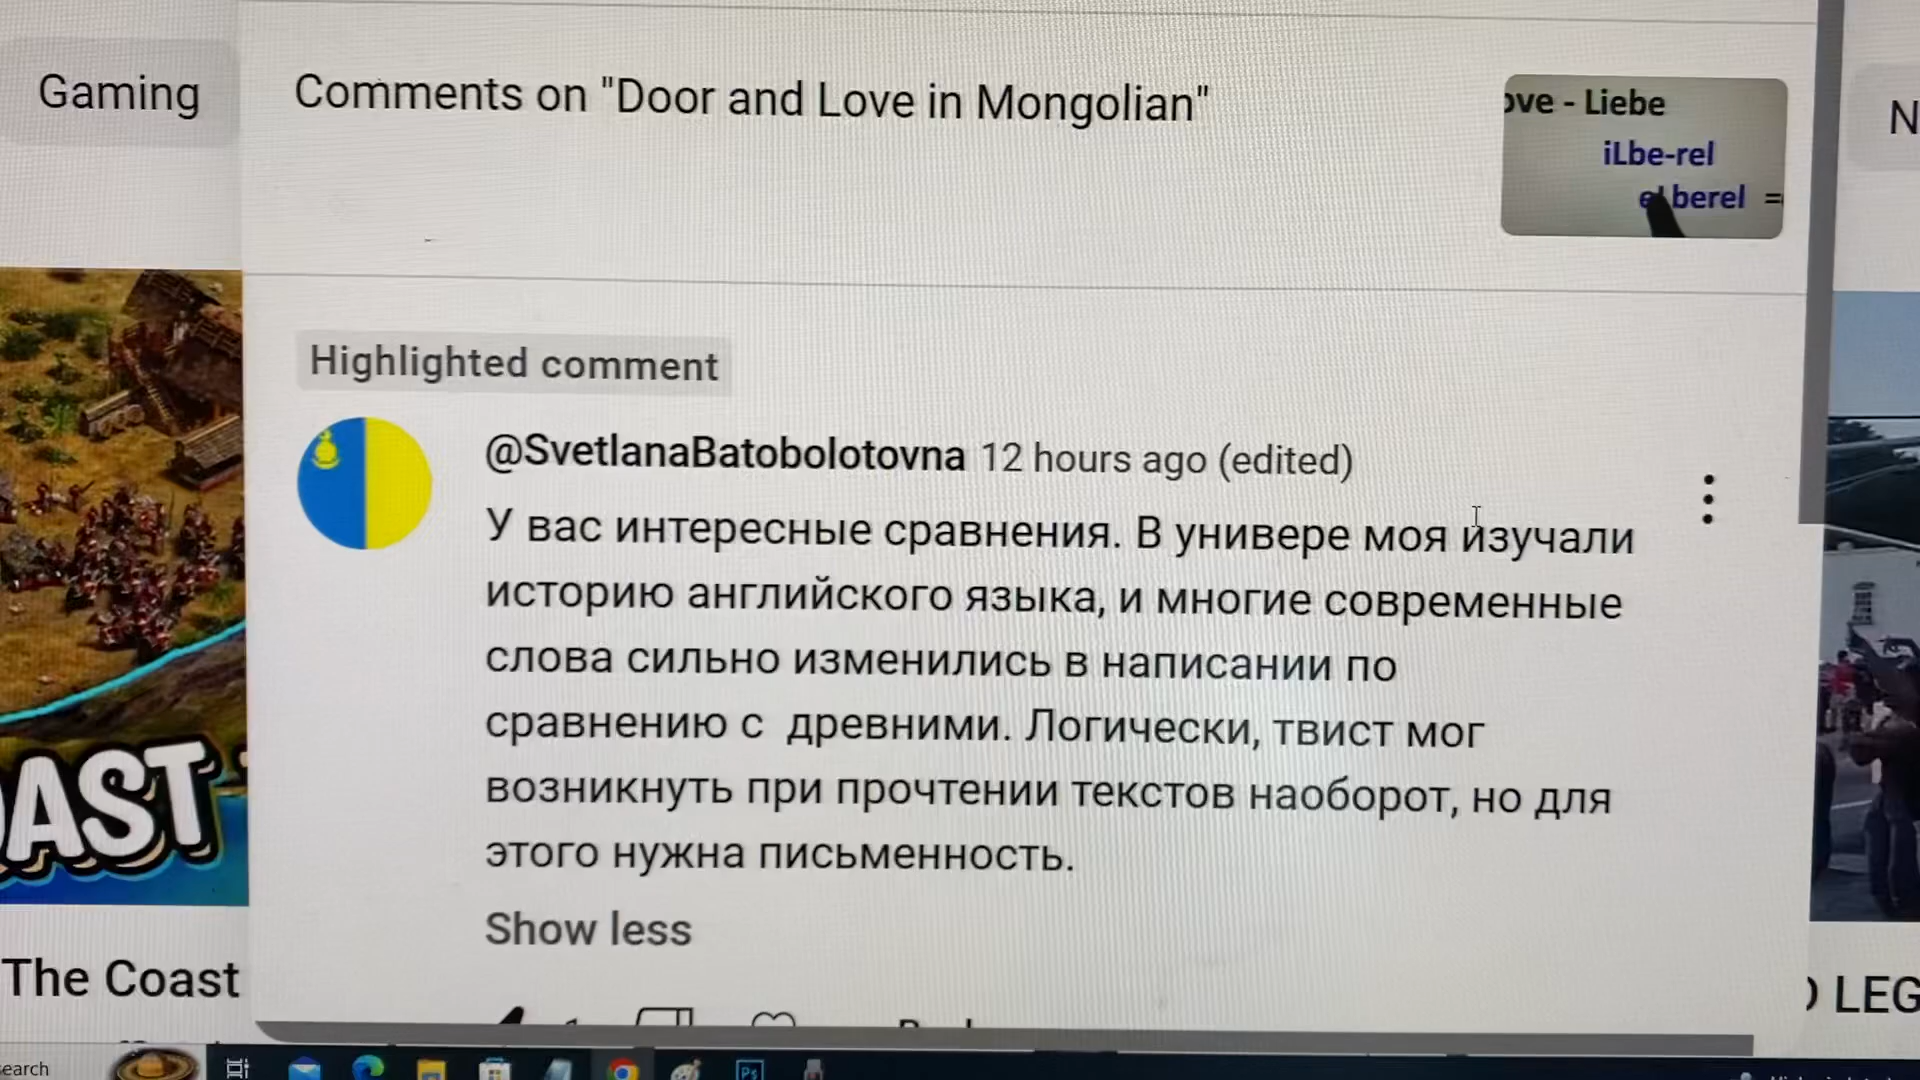 Gaming
Comments on "Door and Love in Mongolian"
ove - Liebe
iLbe-rel
berel =
Highlighted comment
@SvetlanaBatobolotovna 12 hours ago (edited)
У вас интересные сравнения. В универе моя изучали
историю английского языка, и многие современные
слова сильно изменились в написании по
сравнению с древними. Логически, твист мог
возникнуть при прочтении текстов наоборот, но для
этого нужна письменность.
Show less
AST
The Coast
LEG
earch
Ps